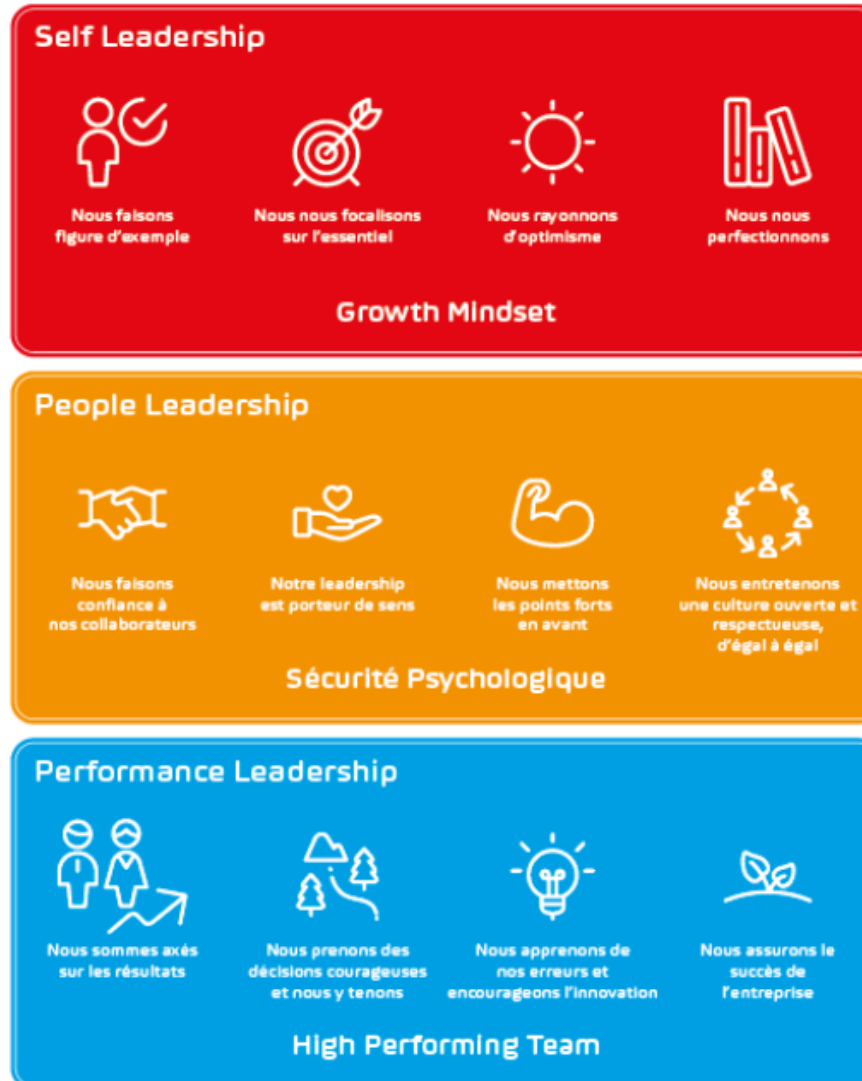 Self Leadership
Nous faisons
figure d'exemple
Nous nous focalisons
sur l'essentiel
Nous rayonnons
d'optimisme
Nous nous
perfectionnons
Growth Mindset
People Leadership
Nous faisons
confiance à
nos collaborateurs
Notre leadership
est porteur de sens
Nous mettons
les points forts
en avant
Nous entretenons
une culture ouverte et
respectueuse,
d'égal à égal
Sécurité Psychologique
Performance Leadership
Nous sommes axés
sur les résultats
Nous prenons des
décisions courageuses
et nous y tenons
Nous apprenons de
nos erreurs et
encourageons l'innovation
Nous assurons le
succès de
l'entreprise
High Performing Team